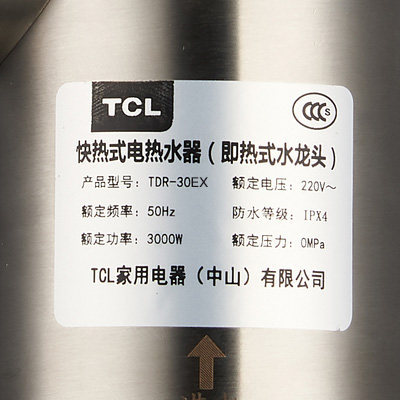 TCL
CCC S
快热式电热水器（即热式水龙头）
产品型号：TDR-30EX 额定电压：220V～
额定频率：50Hz 防水等级：IPX4
额定功率：3000W 额定压力：0MPa
TCL家用电器（中山）有限公司